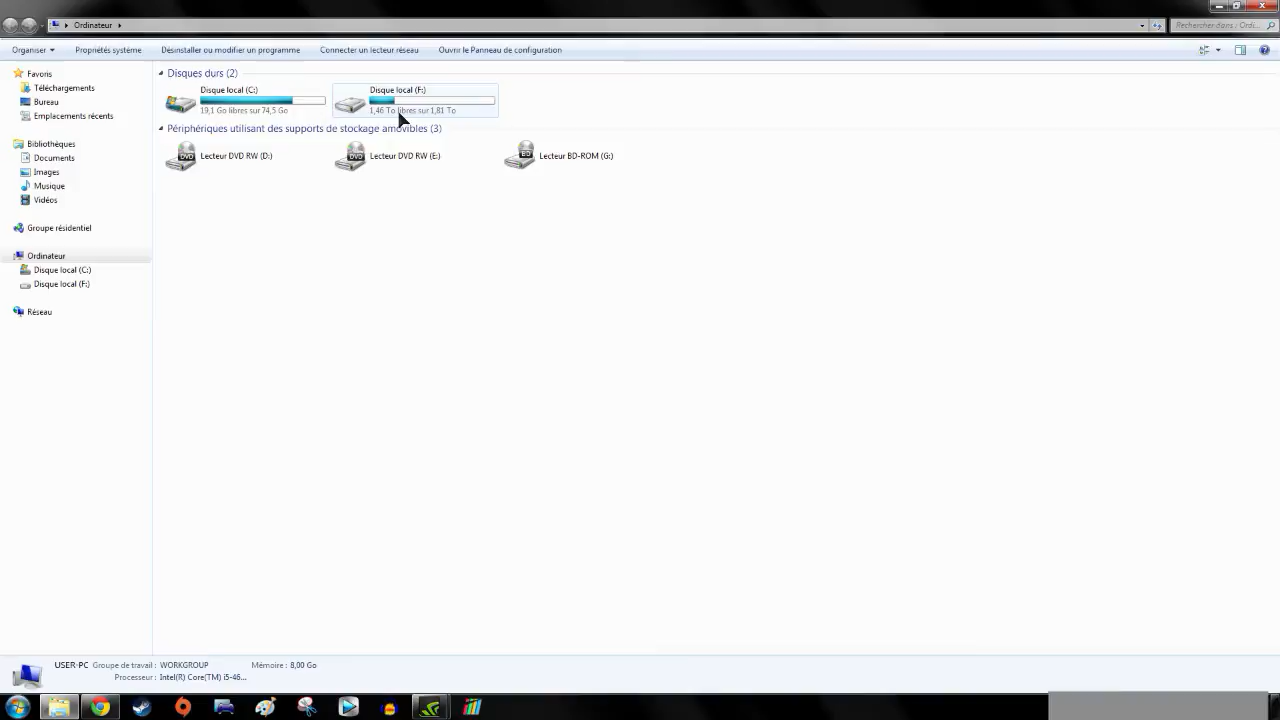 Ordinateur
Rechercher dans : Ordi...
Organiser
Propriétés système
Désinstaller ou modifier un programme
Connecter un lecteur réseau
Ouvrir le Panneau de configuration
Favoris
Téléchargements
Bureau
Emplacements récents
Bibliothèques
Documents
Images
Musique
Vidéos
Groupe résidentiel
Ordinateur
Disque local (C:)
Disque local (F:)
Réseau
Disques durs (2)
Disque local (C:)
19,1 Go libres sur 74,5 Go
Disque local (F:)
1,46 To libres sur 1,81 To
Périphériques utilisant des supports de stockage amovibles (3)
DVD
Lecteur DVD RW (D:)
DVD
Lecteur DVD RW (E:)
BD
Lecteur BD-ROM (G:)
USER-PC Groupe de travail : WORKGROUP Mémoire : 8,00 Go
Processeur : Intel(R) Core(TM) i5-46...